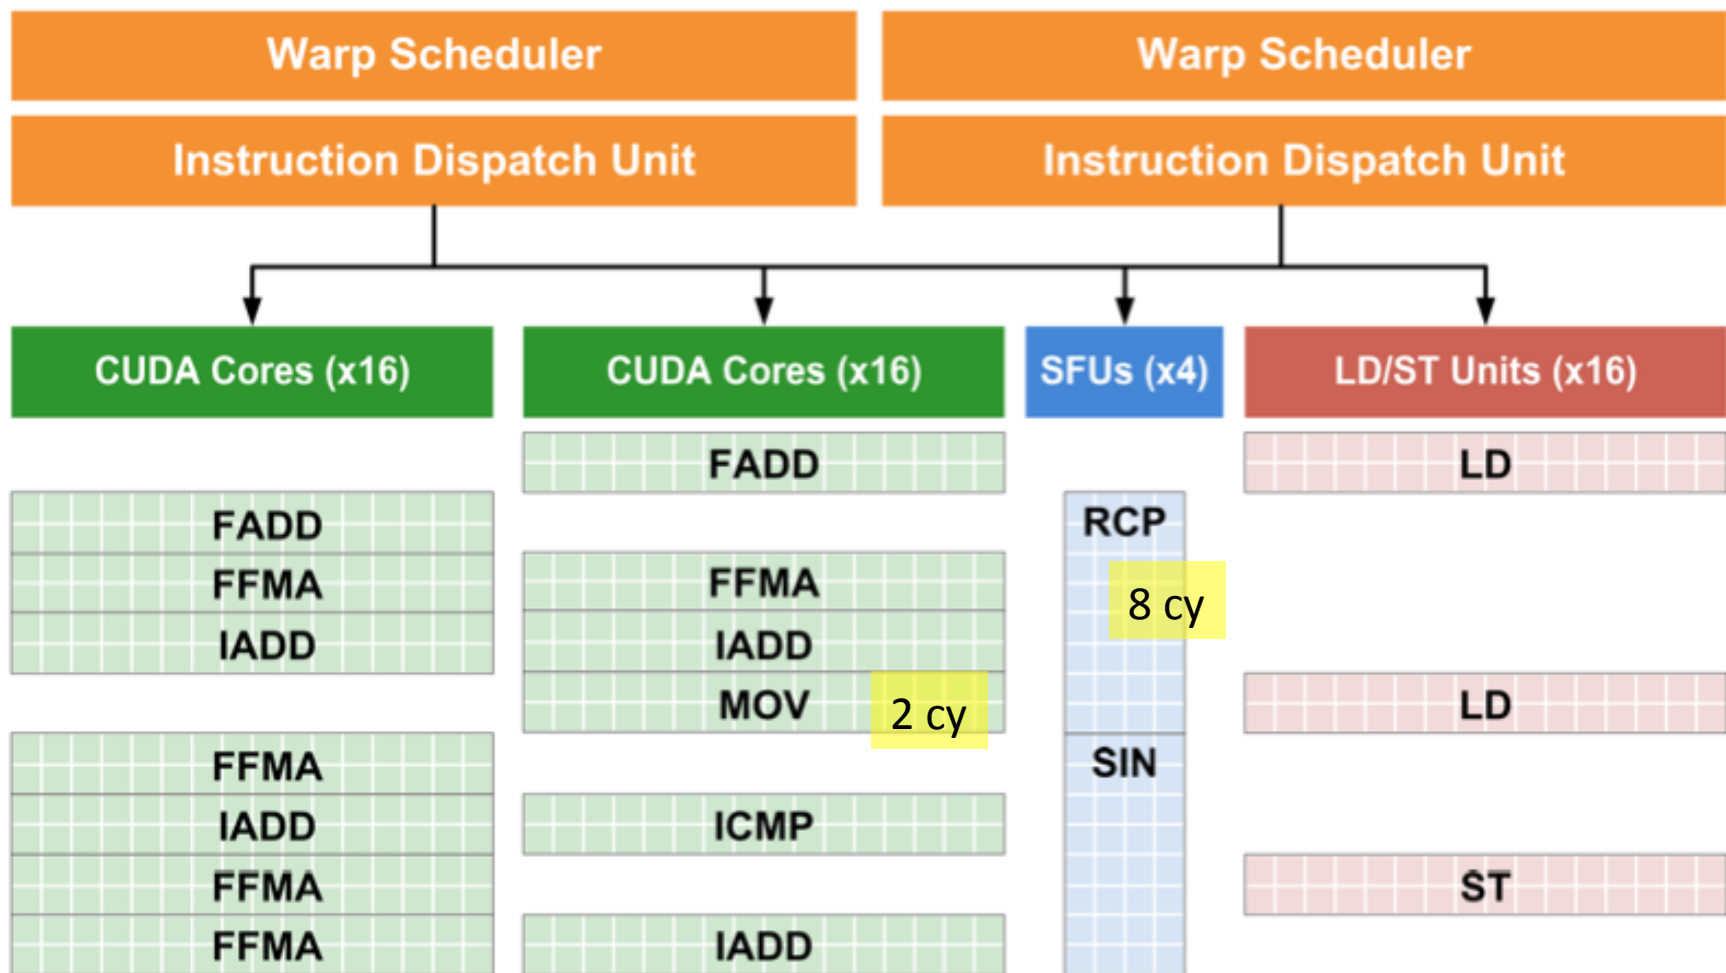 Warp Scheduler
Warp Scheduler
Instruction Dispatch Unit
Instruction Dispatch Unit
CUDA Cores (x16)
CUDA Cores (x16)
SFUs (x4)
LD/ST Units (x16)
FADD
LD
FADD
RCP
FFMA
FFMA
8 cy
IADD
IADD
MOV
2 cy
LD
FFMA
SIN
IADD
ICMP
FFMA
ST
FFMA
IADD